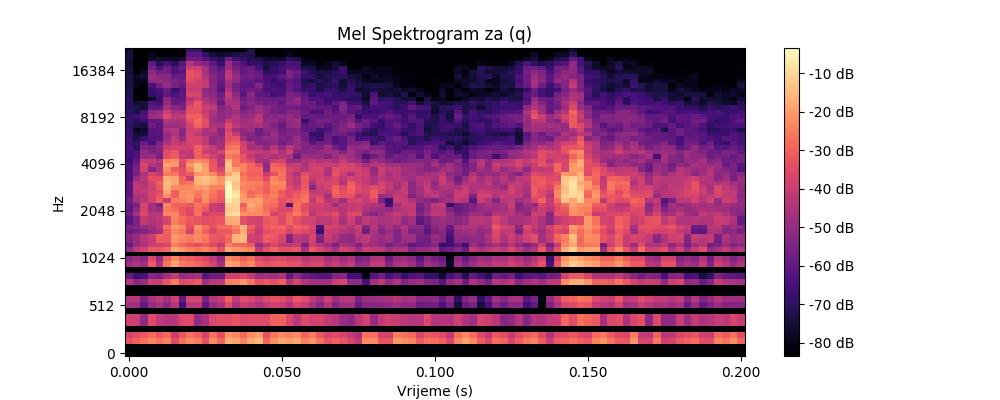 Mel Spektrogram za (q)
Hz
16384
8192
4096
2048
1024
512
0
0.000 0.050 0.100 0.150 0.200
Vrijeme (s)
-10 dB
-20 dB
-30 dB
-40 dB
-50 dB
-60 dB
-70 dB
-80 dB